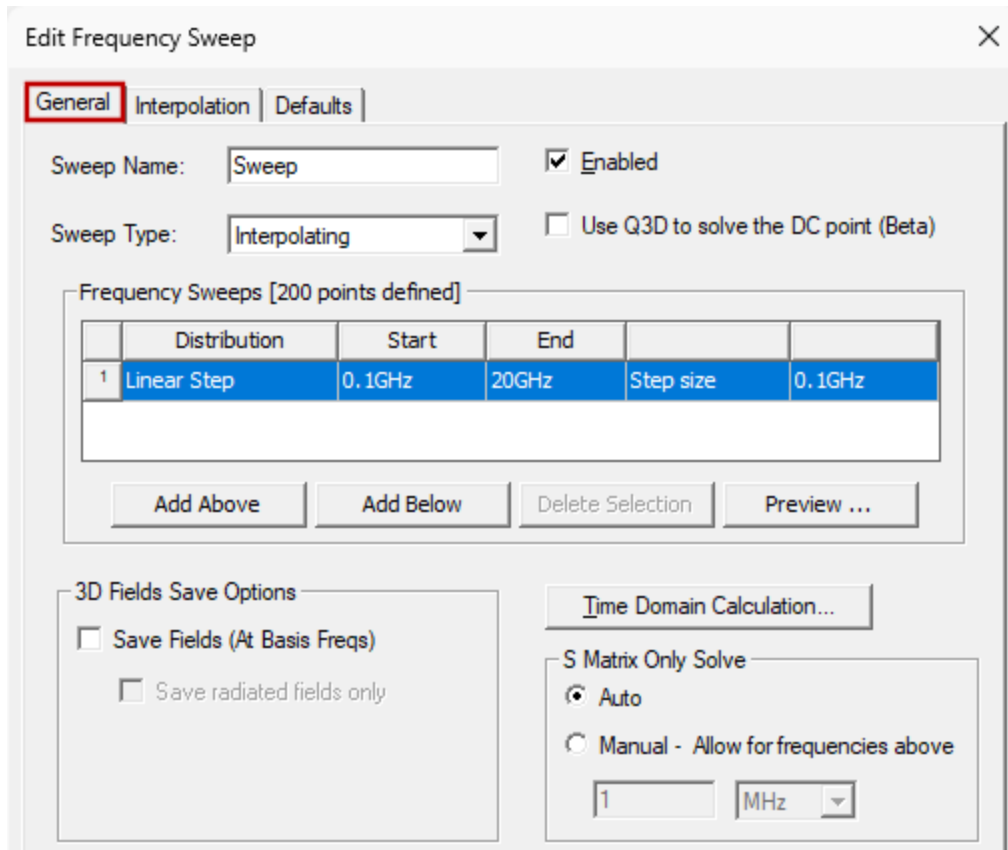 Edit Frequency Sweep
General Interpolation Defaults
Sweep Name: Sweep Enabled
Sweep Type: Interpolating Use Q3D to solve the DC point (Beta)
Frequency Sweeps [200 points defined]
Distribution Start End
1 Linear Step 0.1GHz 20GHz Step size 0.1GHz
Add Above Add Below Delete Selection Preview ...
3D Fields Save Options
Save Fields (At Basis Freqs)
Save radiated fields only
Time Domain Calculation...
S Matrix Only Solve
Auto
Manual - Allow for frequencies above
1 MHz